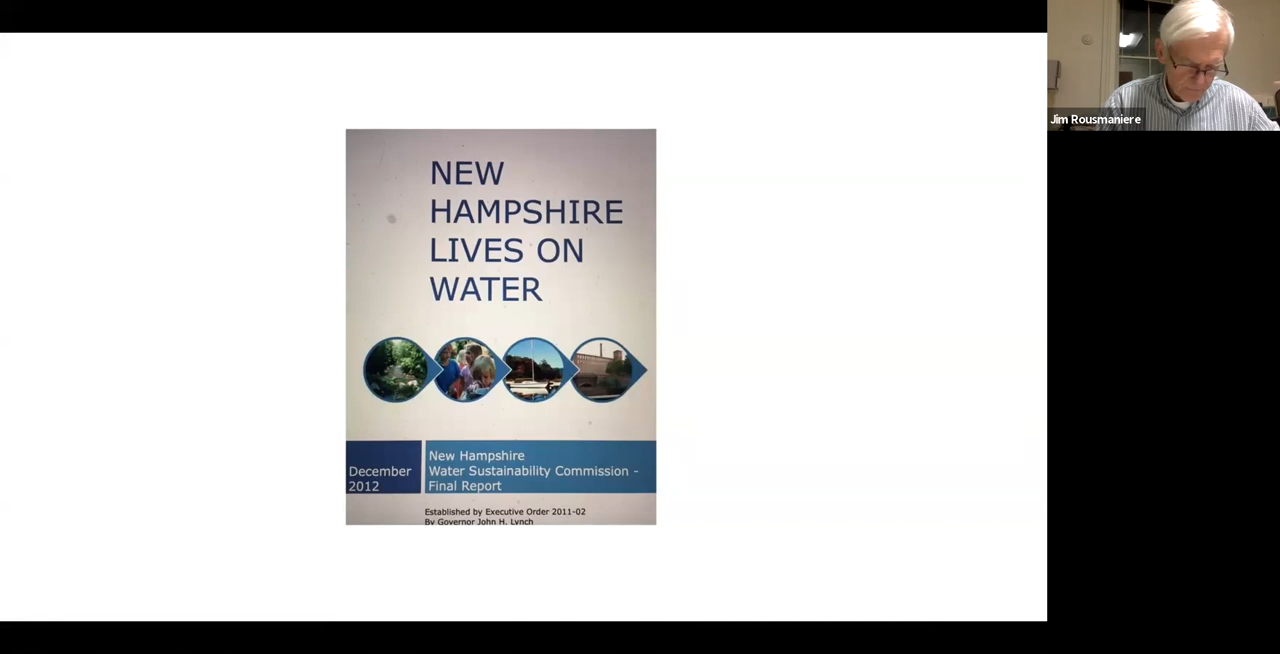 NEW
HAMPSHIRE
LIVES ON
WATER
December
2012
New Hampshire
Water Sustainability Commission -
Final Report
Established by Executive Order 2011-02
By Governor John H. Lynch
Jim Rousmaniere